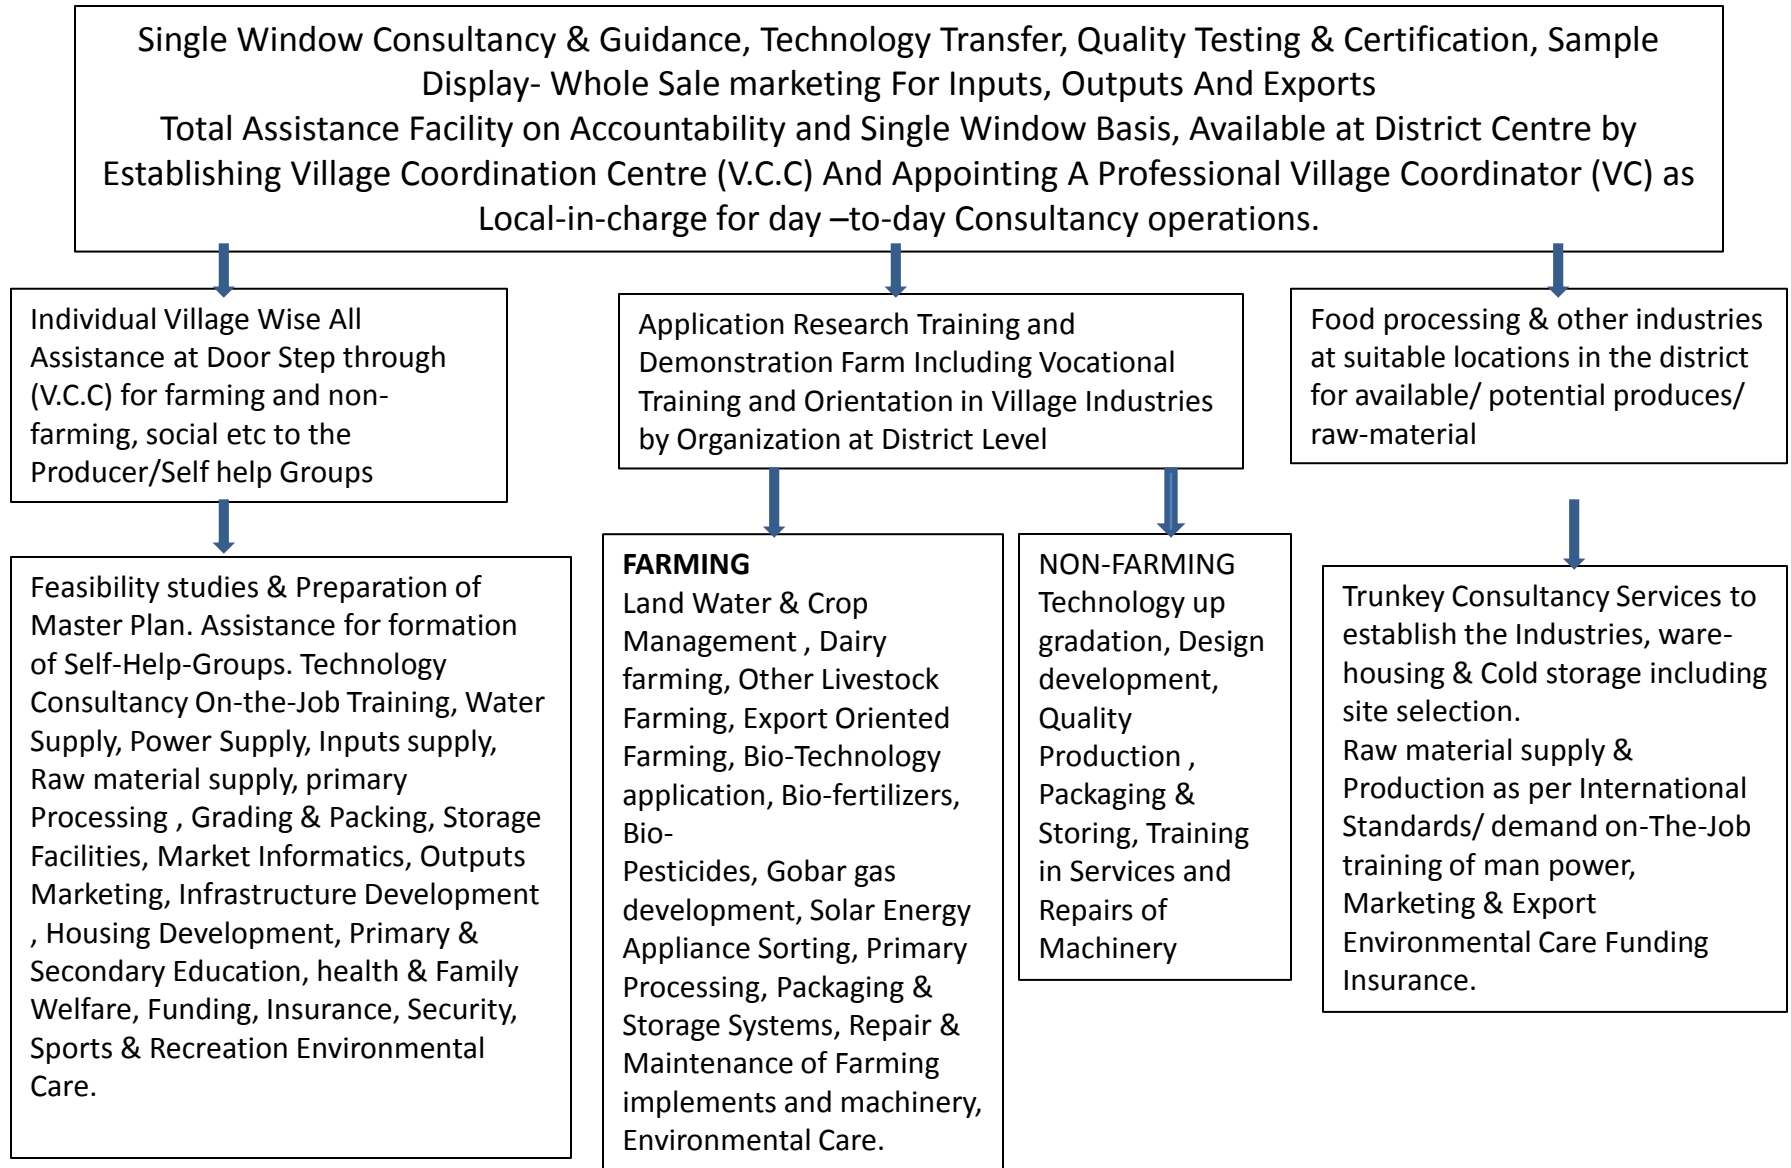 Single Window Consultancy & Guidance, Technology Transfer, Quality Testing & Certification, Sample
Display- Whole Sale marketing For Inputs, Outputs And Exports
Total Assistance Facility on Accountability and Single Window Basis, Available at District Centre by
Establishing Village Coordination Centre (V.C.C) And Appointing A Professional Village Coordinator (VC) as
Local-in-charge for day –to-day Consultancy operations.
Individual Village Wise All
Assistance at Door Step through
(V.C.C) for farming and non-
farming, social etc to the
Producer/Self help Groups
Application Research Training and
Demonstration Farm Including Vocational
Training and Orientation in Village Industries
by Organization at District Level
Food processing & other industries
at suitable locations in the district
for available/ potential produces/
raw-material
Feasibility studies & Preparation of
Master Plan. Assistance for formation
of Self-Help-Groups. Technology
Consultancy On-the-Job Training, Water
Supply, Power Supply, Inputs supply,
Raw material supply, primary
Processing , Grading & Packing, Storage
Facilities, Market Informatics, Outputs
Marketing, Infrastructure Development
, Housing Development, Primary &
Secondary Education, health & Family
Welfare, Funding, Insurance, Security,
Sports & Recreation Environmental
Care.
FARMING
Land Water & Crop
Management , Dairy
farming, Other Livestock
Farming, Export Oriented
Farming, Bio-Technology
application, Bio-fertilizers,
Bio-
Pesticides, Gobar gas
development, Solar Energy
Appliance Sorting, Primary
Processing, Packaging &
Storage Systems, Repair &
Maintenance of Farming
implements and machinery,
Environmental Care.
NON-FARMING
Technology up
gradation, Design
development,
Quality
Production ,
Packaging &
Storing, Training
in Services and
Repairs of
Machinery
Trunkey Consultancy Services to
establish the Industries, ware-
housing & Cold storage including
site selection.
Raw material supply &
Production as per International
Standards/ demand on-The-Job
training of man power,
Marketing & Export
Environmental Care Funding
Insurance.